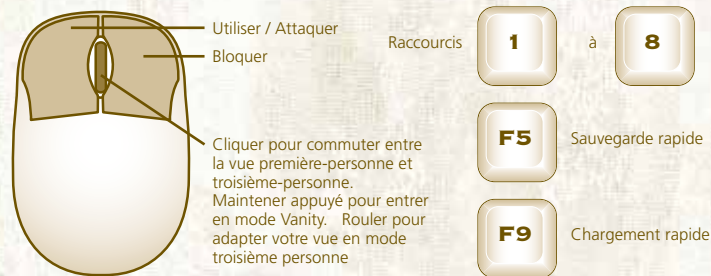 Utiliser / Attaquer
Bloquer
Cliquer pour commuter entre
la vue première-personne et
troisième-personne.
Maintener appuyé pour entrer
en mode Vanity. Rouler pour
adapter votre vue en mode
troisième personne
Raccourcis 1 à 8
F5 Sauvegarde rapide
F9 Chargement rapide